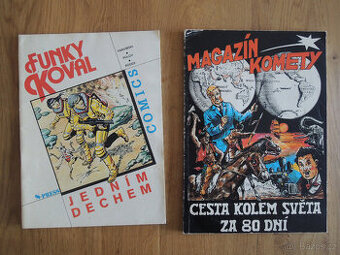 FUNKY
KOVAL
COMICS
JEDNÍM
DECHEM
MAGAZÍN
KOMETY
CESTA KOLEM SVĚTA
ZA 80 DNÍ